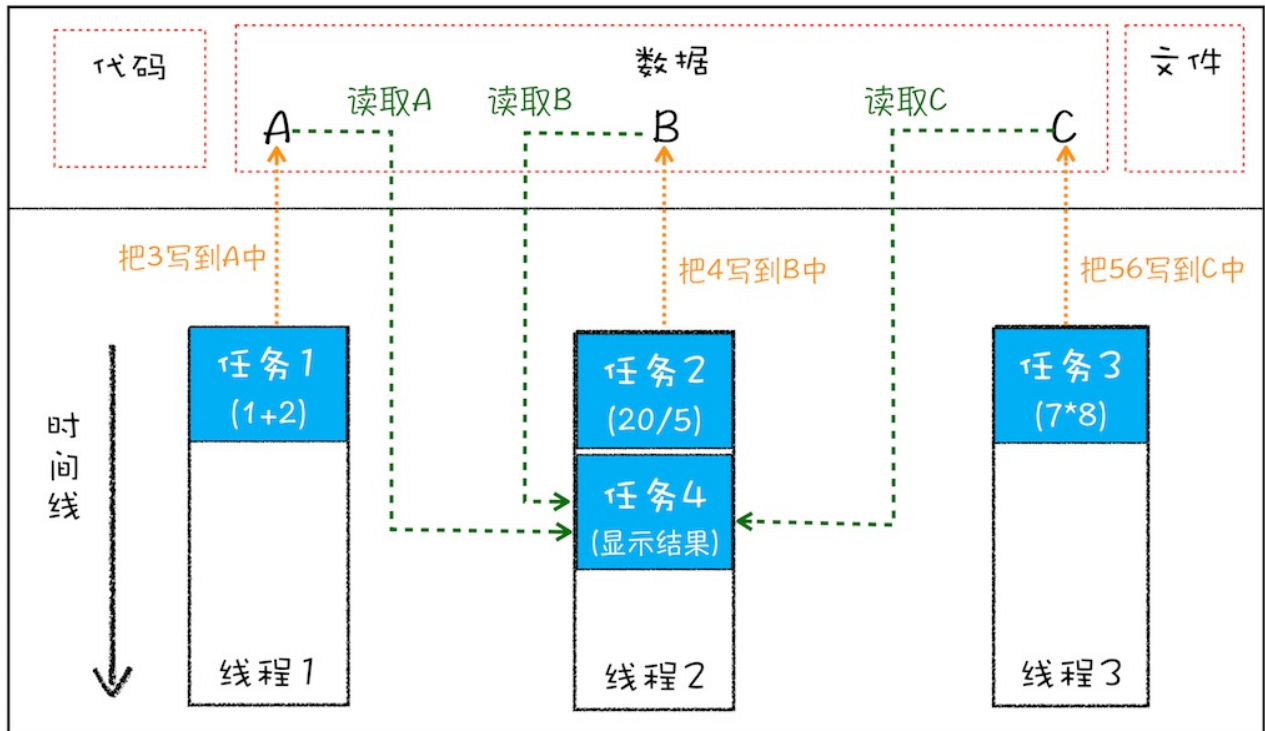 代码
数据
文件
读取A
读取B
读取C
A
B
C
把3写到A中
把4写到B中
把56写到C中
任务1
(1+2)
任务2
(20/5)
任务3
(7*8)
时间线
任务4
(显示结果)
线程1
线程2
线程3